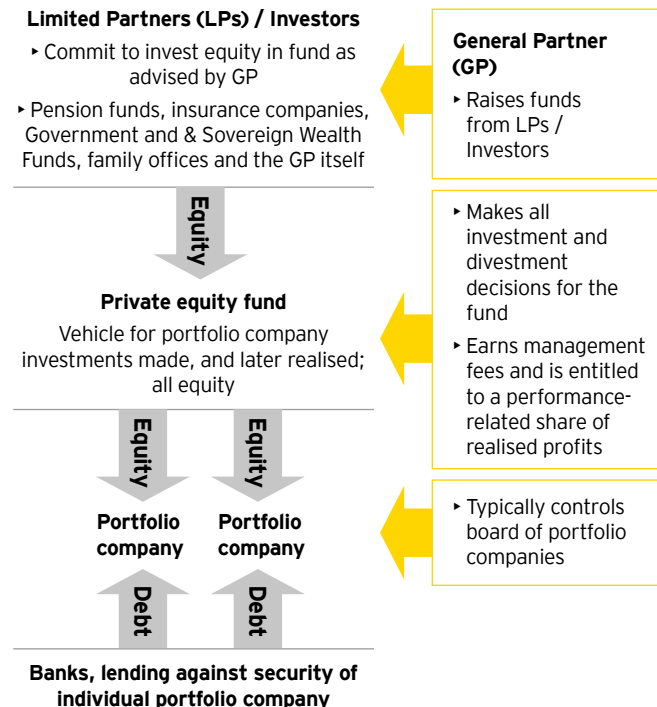 Limited Partners (LPs) / Investors
‣ Commit to invest equity in fund as
advised by GP
‣ Pension funds, insurance companies,
Government and & Sovereign Wealth
Funds, family offices and the GP itself
General Partner
(GP)
‣ Raises funds
from LPs /
Investors
Equity
Private equity fund
Vehicle for portfolio company
investments made, and later realised;
all equity
‣ Makes all
investment and
divestment
decisions for the
fund
‣ Earns management
fees and is entitled
to a performance-
related share of
realised profits
Equity
Equity
Portfolio
company
Portfolio
company
‣ Typically controls
board of portfolio
companies
Debt
Debt
Banks, lending against security of
individual portfolio company